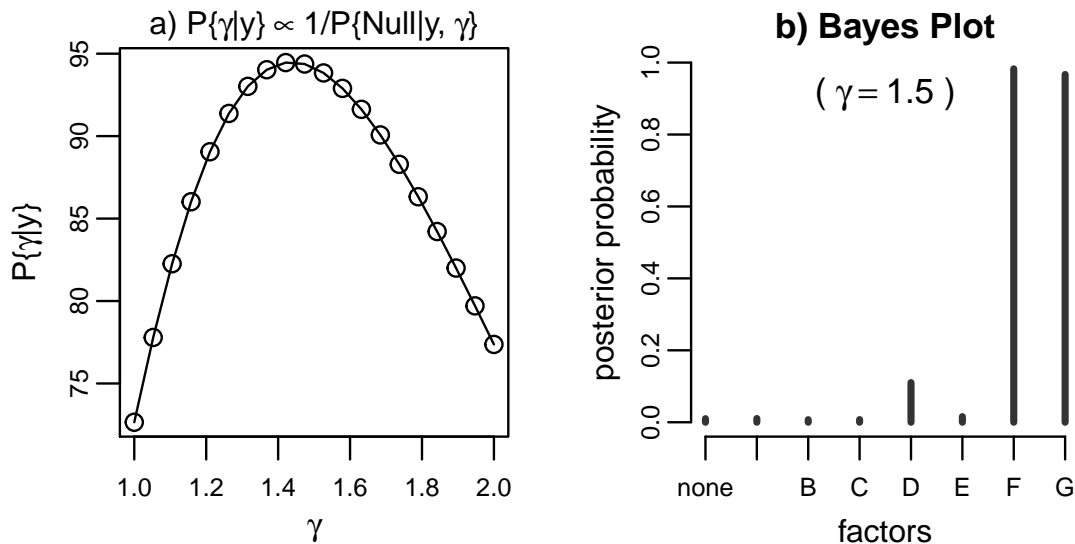 a) P{γ|y} ∝ 1/P{Null|y, γ}
P{γ|y}
95
90
85
80
75
1.0 1.2 1.4 1.6 1.8 2.0
γ
b) Bayes Plot
( γ = 1.5 )
posterior probability
1.0
0.8
0.6
0.4
0.2
0.0
none B C D E F G
factors